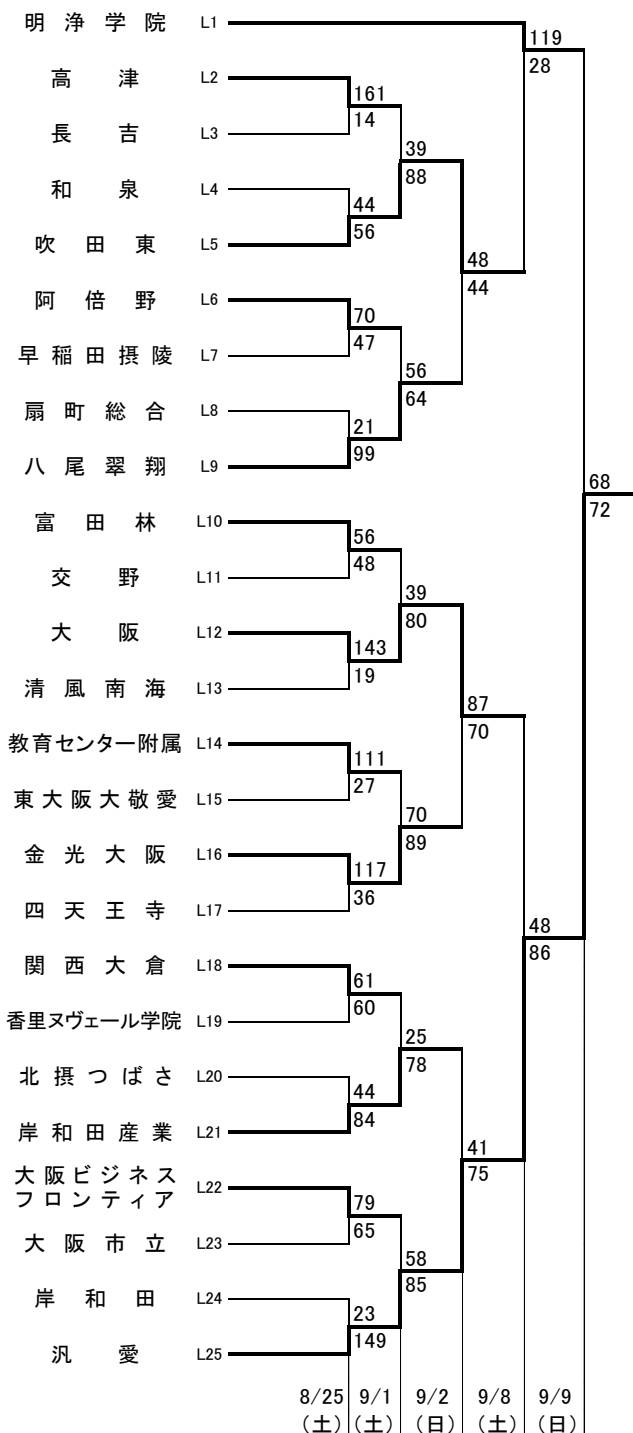 明浄学院 L1
119
28
高津 L2
161
14
長吉 L3
39
88
和泉 L4
44
56
吹田東 L5
48
44
阿倍野 L6
70
47
早稲田摂陵 L7
56
64
扇町総合 L8
21
99
八尾翠翔 L9
68
72
富田林 L10
56
48
交野 L11
39
80
大阪 L12
143
19
清風南海 L13
87
70
教育センター附属 L14
111
27
東大阪大敬愛 L15
70
89
金光大阪 L16
117
36
四天王寺 L17
48
86
関西大倉 L18
61
60
香里ヌヴェール学院 L19
25
78
北摂つばさ L20
44
84
岸和田産業 L21
41
75
大阪ビジネス
フロンティア L22
79
65
大阪市立 L23
58
85
岸和田 L24
23
149
汎愛 L25
8/25 9/1 9/2 9/8 9/9
(土) (土) (日) (土) (日)